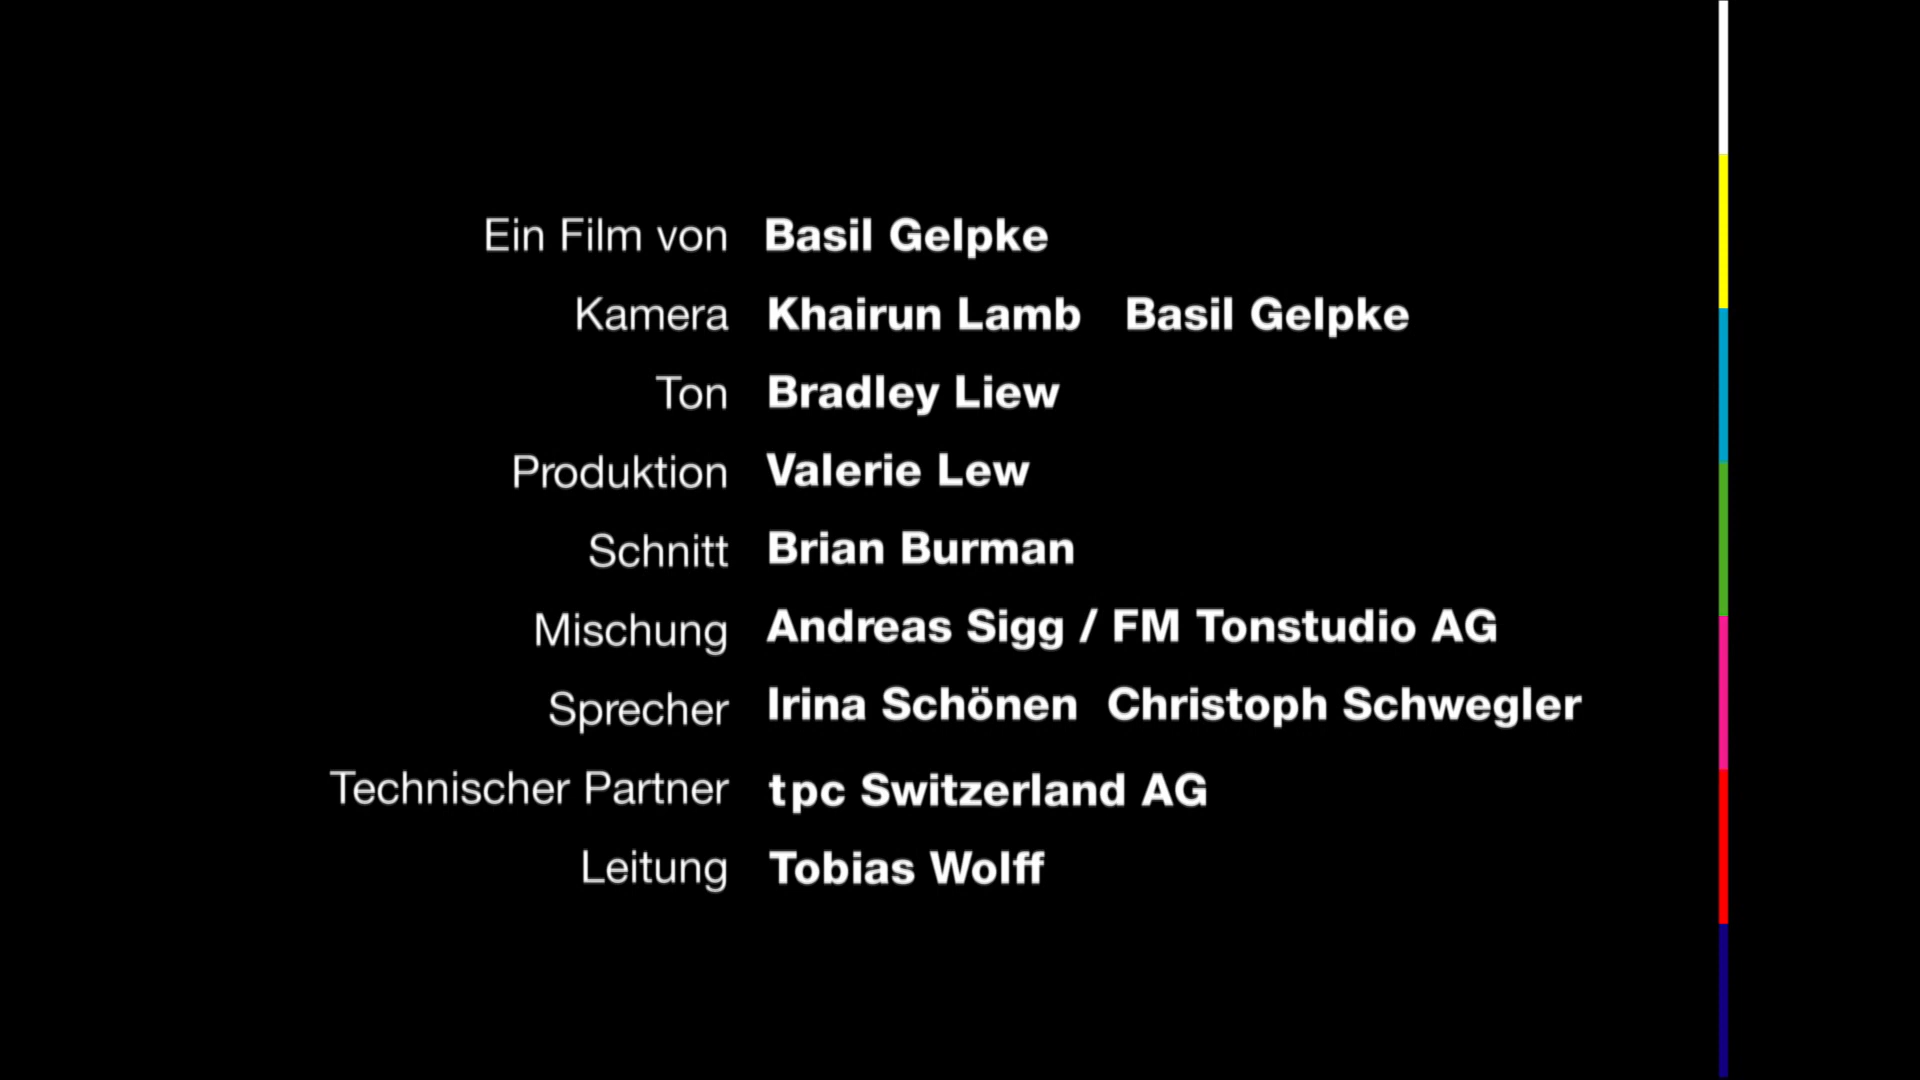 Ein Film von Basil Gelpke
Kamera Khairun Lamb Basil Gelpke
Ton Bradley Liew
Produktion Valerie Lew
Schnitt Brian Burman
Mischung Andreas Sigg / FM Tonstudio AG
Sprecher Irina Schönen Christoph Schwegler
Technischer Partner tpc Switzerland AG
Leitung Tobias Wolff